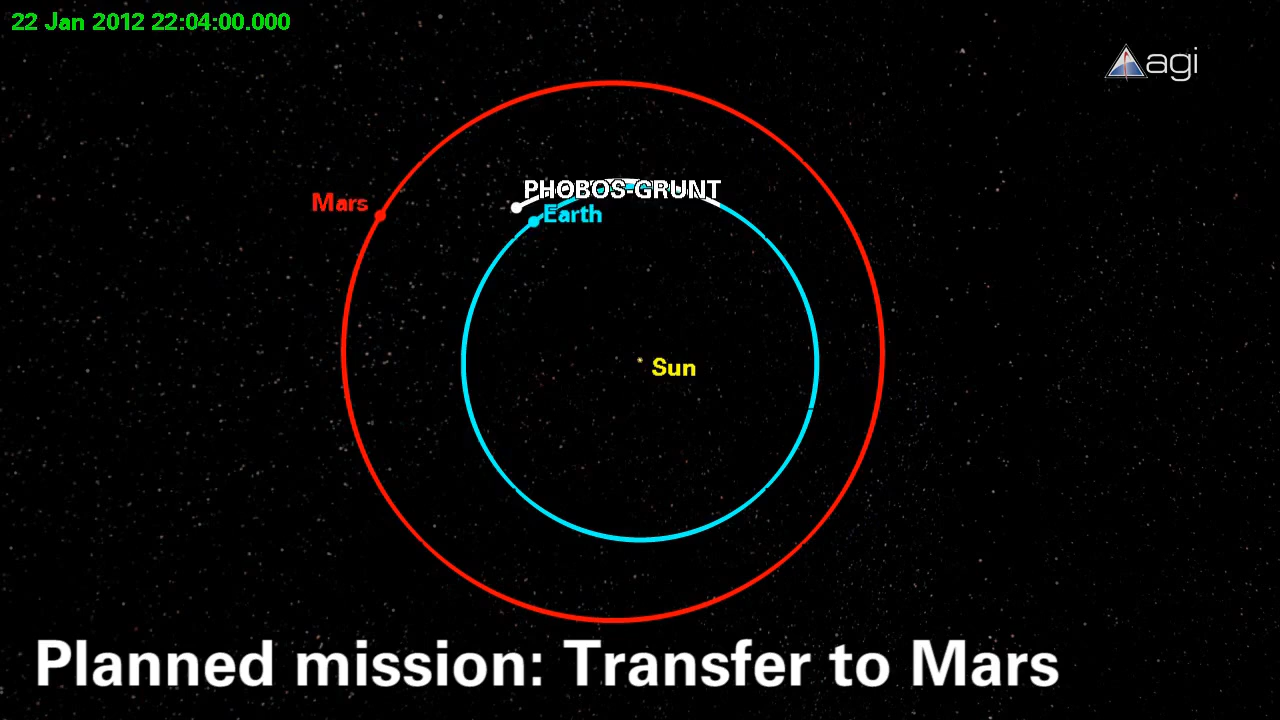 22 Jan 2012 22:04:00.000
agi
PHOBOS-GRUNT
Mars
Earth
Sun
Planned mission: Transfer to Mars